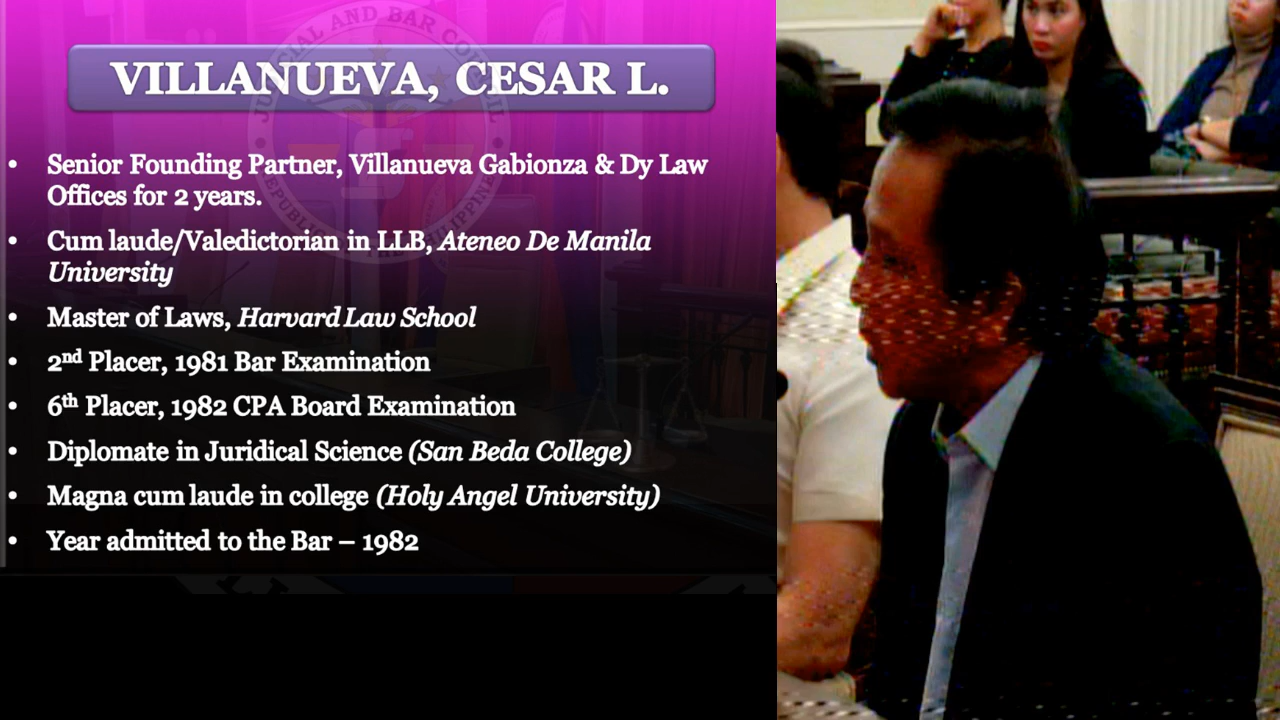 VILLANUEVA, CESAR L.
• Senior Founding Partner, Villanueva Gabionza & Dy Law
Offices for 2 years.
• Cum laude/Valedictorian in LLB, Ateneo De Manila
University
• Master of Laws, Harvard Law School
• 2nd Placer, 1981 Bar Examination
• 6th Placer, 1982 CPA Board Examination
• Diplomate in Juridical Science (San Beda College)
• Magna cum laude in college (Holy Angel University)
• Year admitted to the Bar – 1982